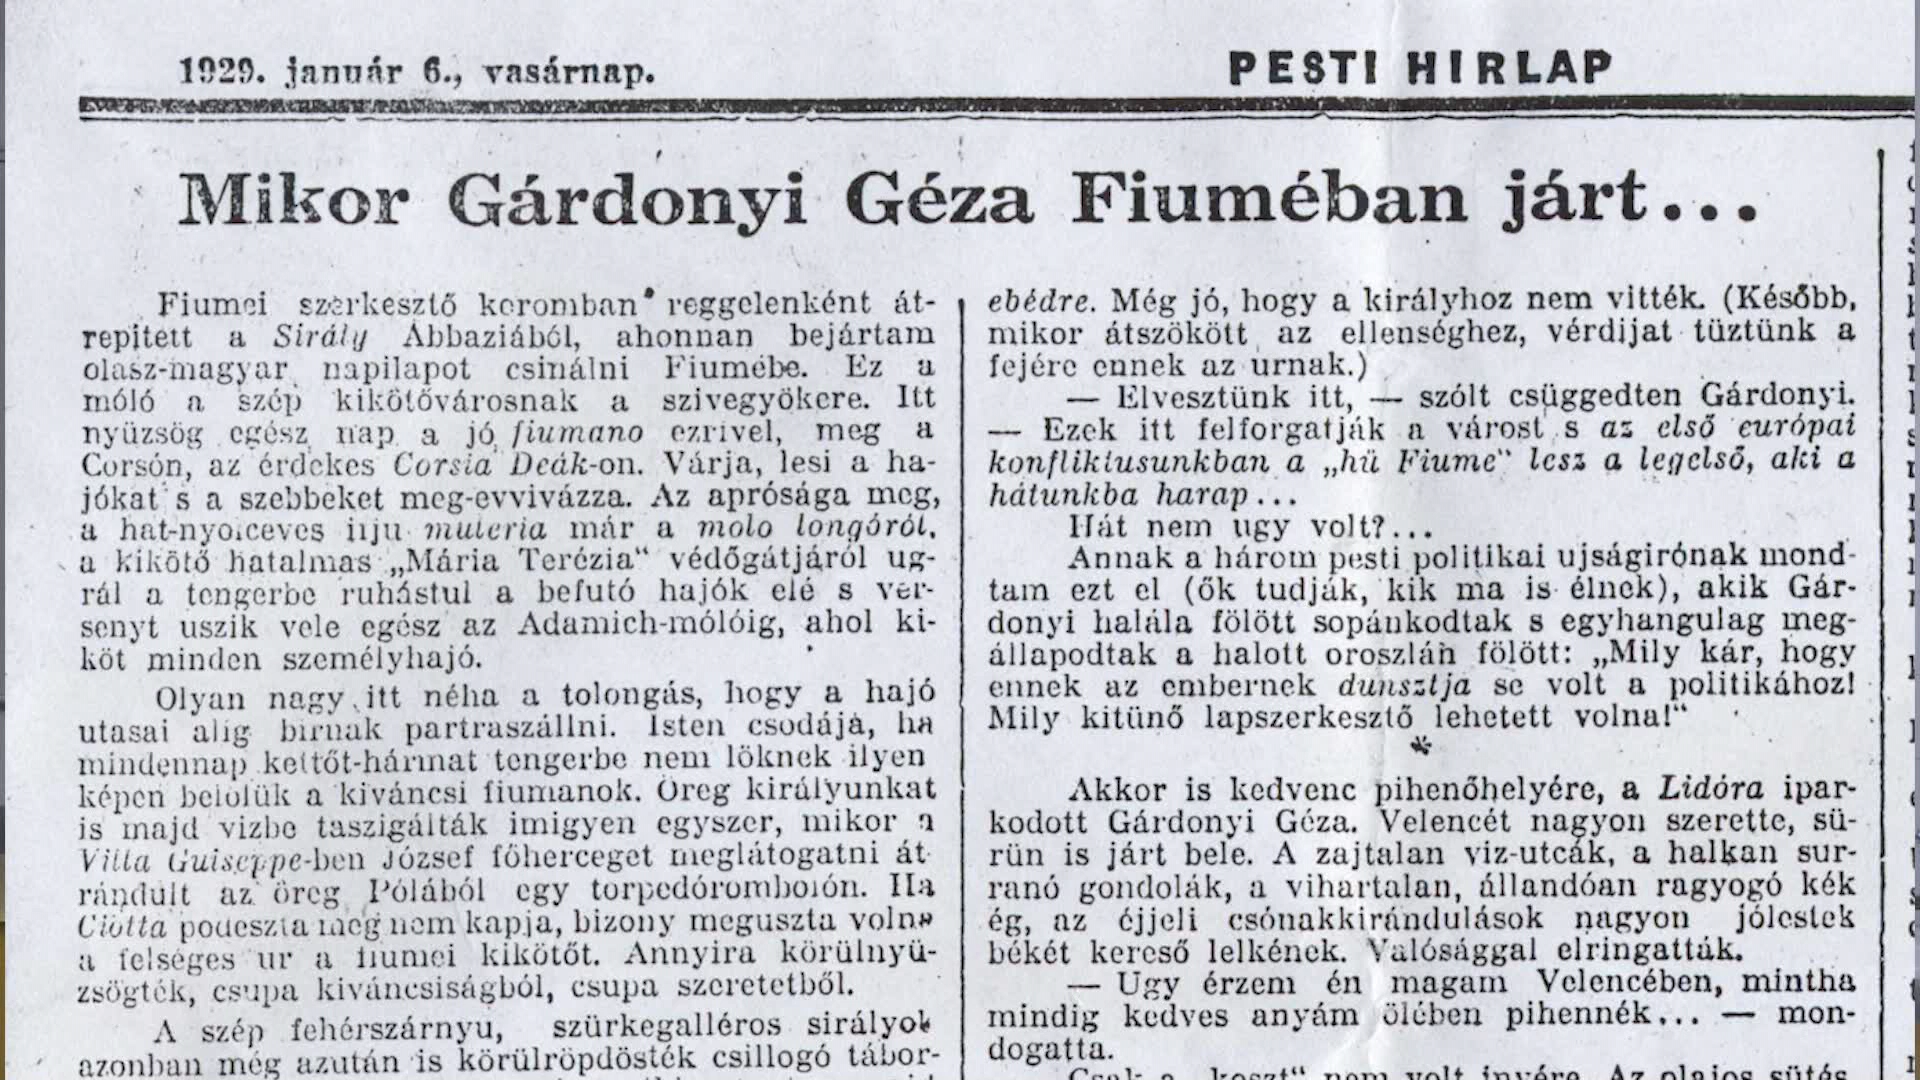 1929. január 6., vasárnap.
PESTI HIRLAP
Mikor Gárdonyi Géza Fiuméban járt...
Fiumei szerkesztő koromban reggelenként át-
repitett a Sirály Abbaziából, ahonnan bejártam
olasz-magyar napilapot csinálni Fiumébe. Ez a
móló a szép kikötővárosnak a szivegyökere. Itt
nyüzsög egész nap a jó fiumano ezrivel, meg a
Corsón, az érdekes Corsia Deák-on. Várja, lesi a ha-
jókat s a szebbeket meg-evvivázza. Az aprósága meg,
a hat-nyolcéves ifju muleria már a molo longóról,
a kikötő hatalmas „Mária Terézia“ védőgátjáról ug-
rál a tengerbe ruhástul a befutó hajók elé s ver-
senyt uszik vele egész az Adamich-mólóig, ahol ki-
köt minden személyhajó.
Olyan nagy itt néha a tolongás, hogy a hajó
utasai alig birnak partraszállni. Isten csodája, ha
mindennap kettőt-hármat tengerbe nem löknek ilyen
képen belőlük a kiváncsi fiumanok. Öreg királyunkat
is majd vizbe taszigálták imigyen egyszer, mikor a
Villa Guiseppe-ben József főherceget meglátogatni át
rándult az öreg Pólából egy torpedórombolón. Ha
Ciotta podeszta meg nem kapja, bizony meguszta volna
a felséges ur a fiumei kikötőt. Annyira körülnyü-
zsögték, csupa kiváncsiságból, csupa szeretetből.
A szép fehérszárnyu, szürkegalléros sirályok
azonban még azután is körülröpdösték csillogó tábor-
ebédre. Még jó, hogy a királyhoz nem vitték. (Később,
mikor átszökött az ellenséghez, vérdijat tüztünk a
fejére ennek az urnak.)
— Elvesztünk itt, — szólt csüggedten Gárdonyi.
— Ezek itt felforgatják a várost s az első európai
konfliktusunkban a „hü Fiume“ lesz a legelső, aki a
hátunkba harap...
Hát nem ugy volt?...
Annak a három pesti politikai ujságirónak mond-
tam ezt el (ők tudják, kik ma is élnek), akik Gár-
donyi halála fölött sopánkodtak s egyhangulag meg-
állapodtak a halott oroszlán fölött: „Mily kár, hogy
ennek az embernek dunsztja se volt a politikához!
Mily kitünő lapszerkesztő lehetett volna!“
*
Akkor is kedvenc pihenőhelyére, a Lidóra ipar-
kodott Gárdonyi Géza. Velencét nagyon szerette, sü-
rün is járt bele. A zajtalan viz-utcák, a halkan sur-
ranó gondolák, a vihartalan, állandóan ragyogó kék
ég, az éjjeli csónakkirándulások nagyon jólestek
békét kereső lelkének. Valósággal elringatták.
— Ugy érzem én magam Velencében, mintha
mindig kedves anyám ölében pihennék... — mon-
dogatta.